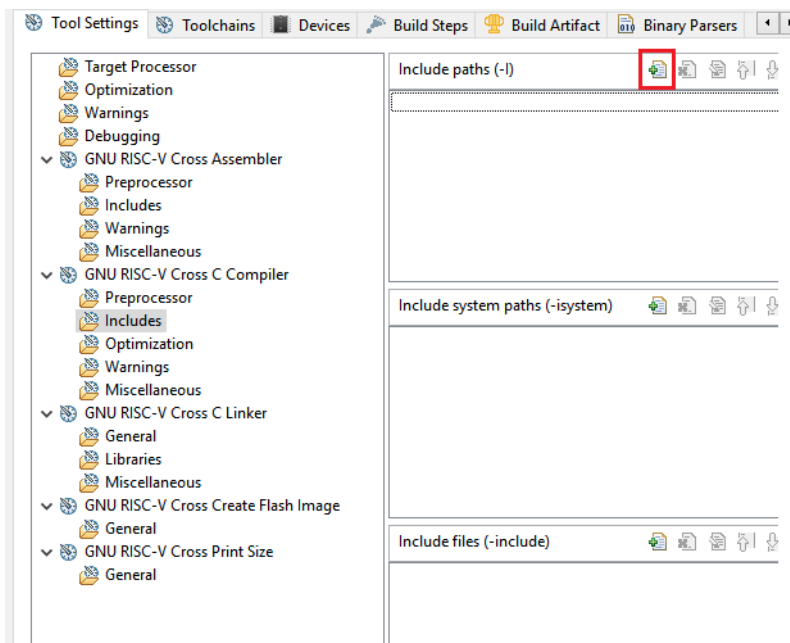 Tool Settings Toolchains Devices Build Steps Build Artifact Binary Parsers
Target Processor
Optimization
Warnings
Debugging
GNU RISC-V Cross Assembler
Preprocessor
Includes
Warnings
Miscellaneous
GNU RISC-V Cross C Compiler
Preprocessor
Includes
Optimization
Warnings
Miscellaneous
GNU RISC-V Cross C Linker
General
Libraries
Miscellaneous
GNU RISC-V Cross Create Flash Image
General
GNU RISC-V Cross Print Size
General
Include paths (-I)
Include system paths (-isystem)
Include files (-include)